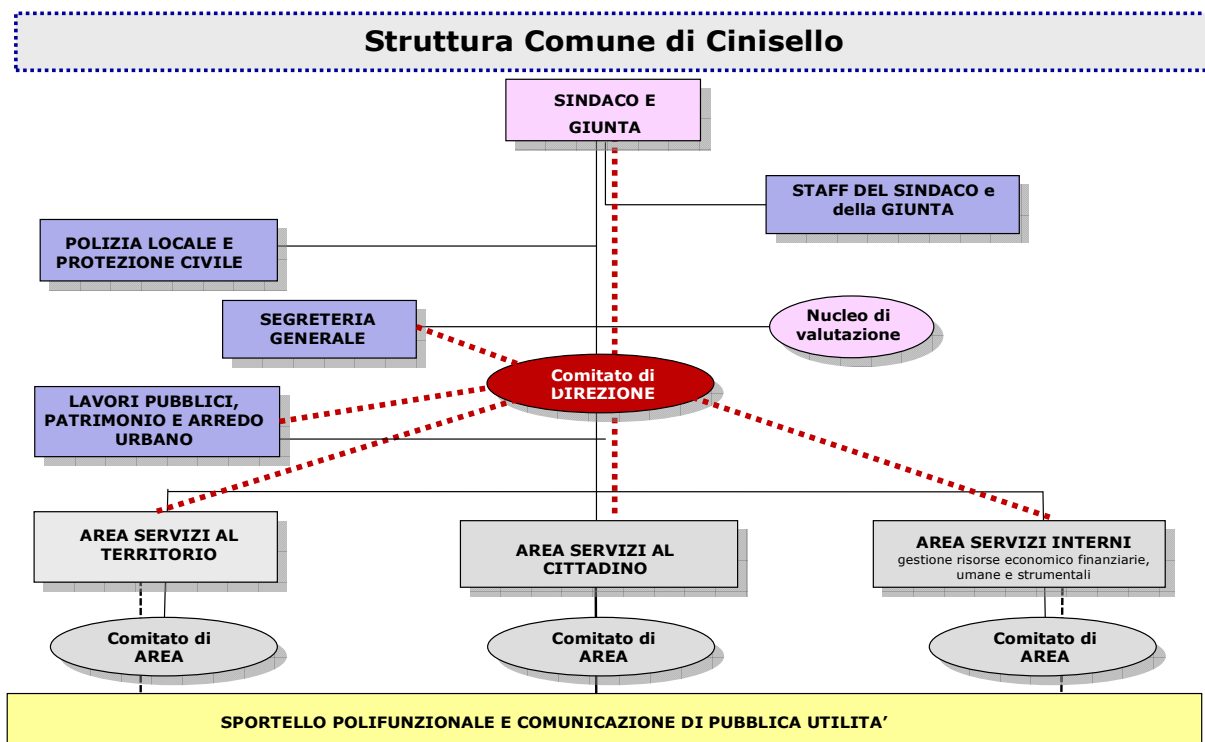 Struttura Comune di Cinisello
SINDACO E
GIUNTA
STAFF DEL SINDACO e
della GIUNTA
POLIZIA LOCALE E
PROTEZIONE CIVILE
SEGRETERIA
GENERALE
Nucleo di
valutazione
Comitato di
DIREZIONE
LAVORI PUBBLICI,
PATRIMONIO E ARREDO
URBANO
AREA SERVIZI AL
TERRITORIO
AREA SERVIZI AL
CITTADINO
AREA SERVIZI INTERNI
gestione risorse economico finanziarie,
umane e strumentali
Comitato di
AREA
Comitato di
AREA
Comitato di
AREA
SPORTELLO POLIFUNZIONALE E COMUNICAZIONE DI PUBBLICA UTILITA’